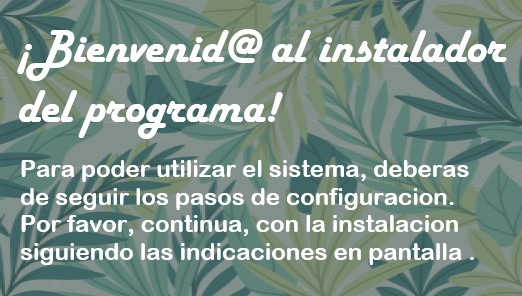 ¡Bienvenid@ al instalador
del programa!
Para poder utilizar el sistema, deberas
de seguir los pasos de configuracion.
Por favor, continua, con la instalacion
siguiendo las indicaciones en pantalla .